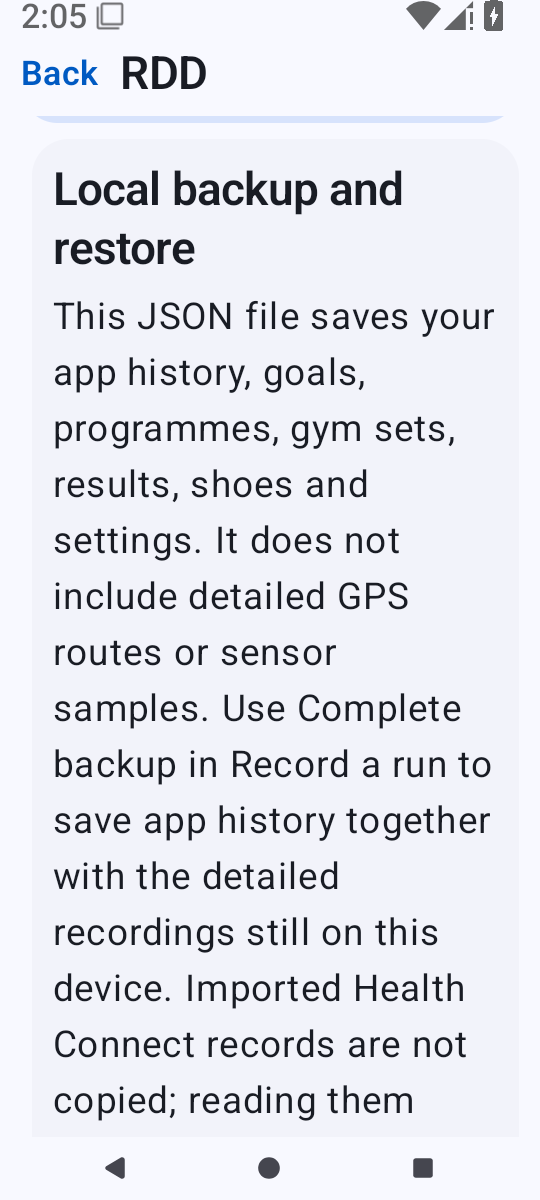 2:05
Back RDD
Local backup and
restore
This JSON file saves your
app history, goals,
programmes, gym sets,
results, shoes and
settings. It does not
include detailed GPS
routes or sensor
samples. Use Complete
backup in Record a run to
save app history together
with the detailed
recordings still on this
device. Imported Health
Connect records are not
copied; reading them